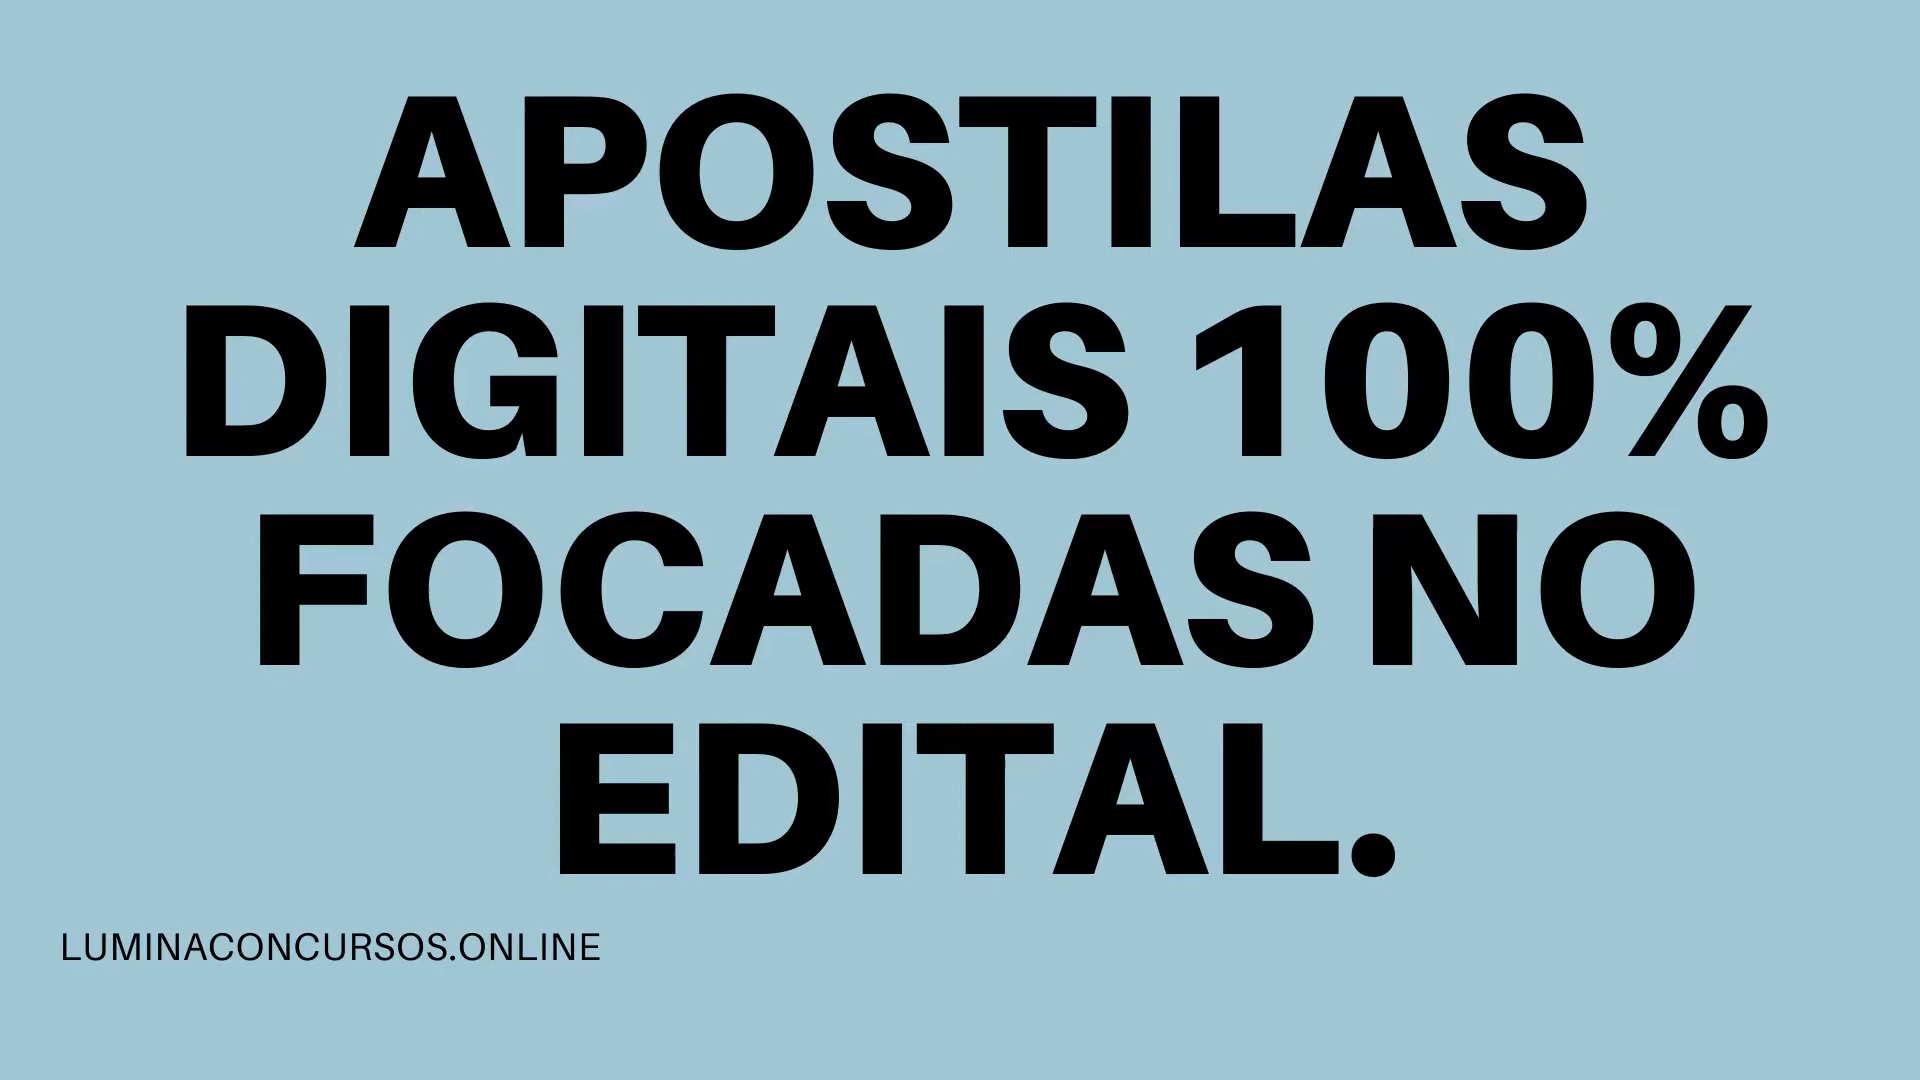 APOSTILAS
DIGITAIS 100%
FOCADAS NO
EDITAL.
LUMINACONCURSOS.ONLINE